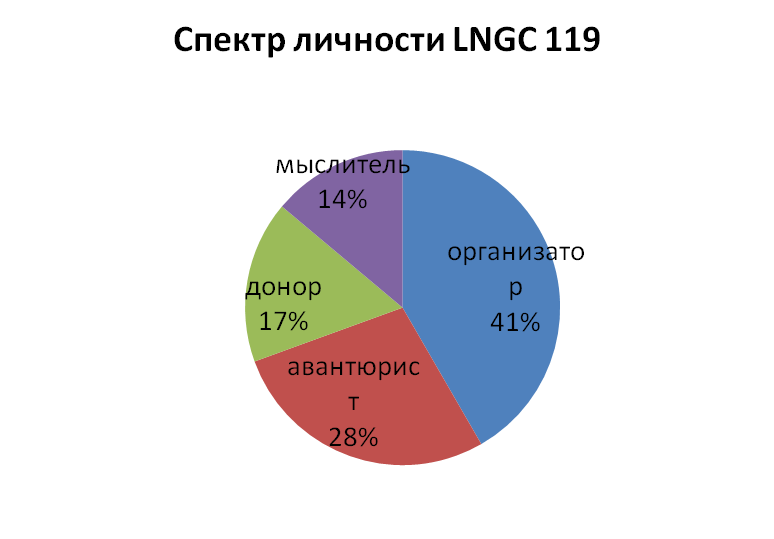 Спектр личности LNGC 119
мыслитель
14%
организато
р
41%
донор
17%
авантюрис
т
28%